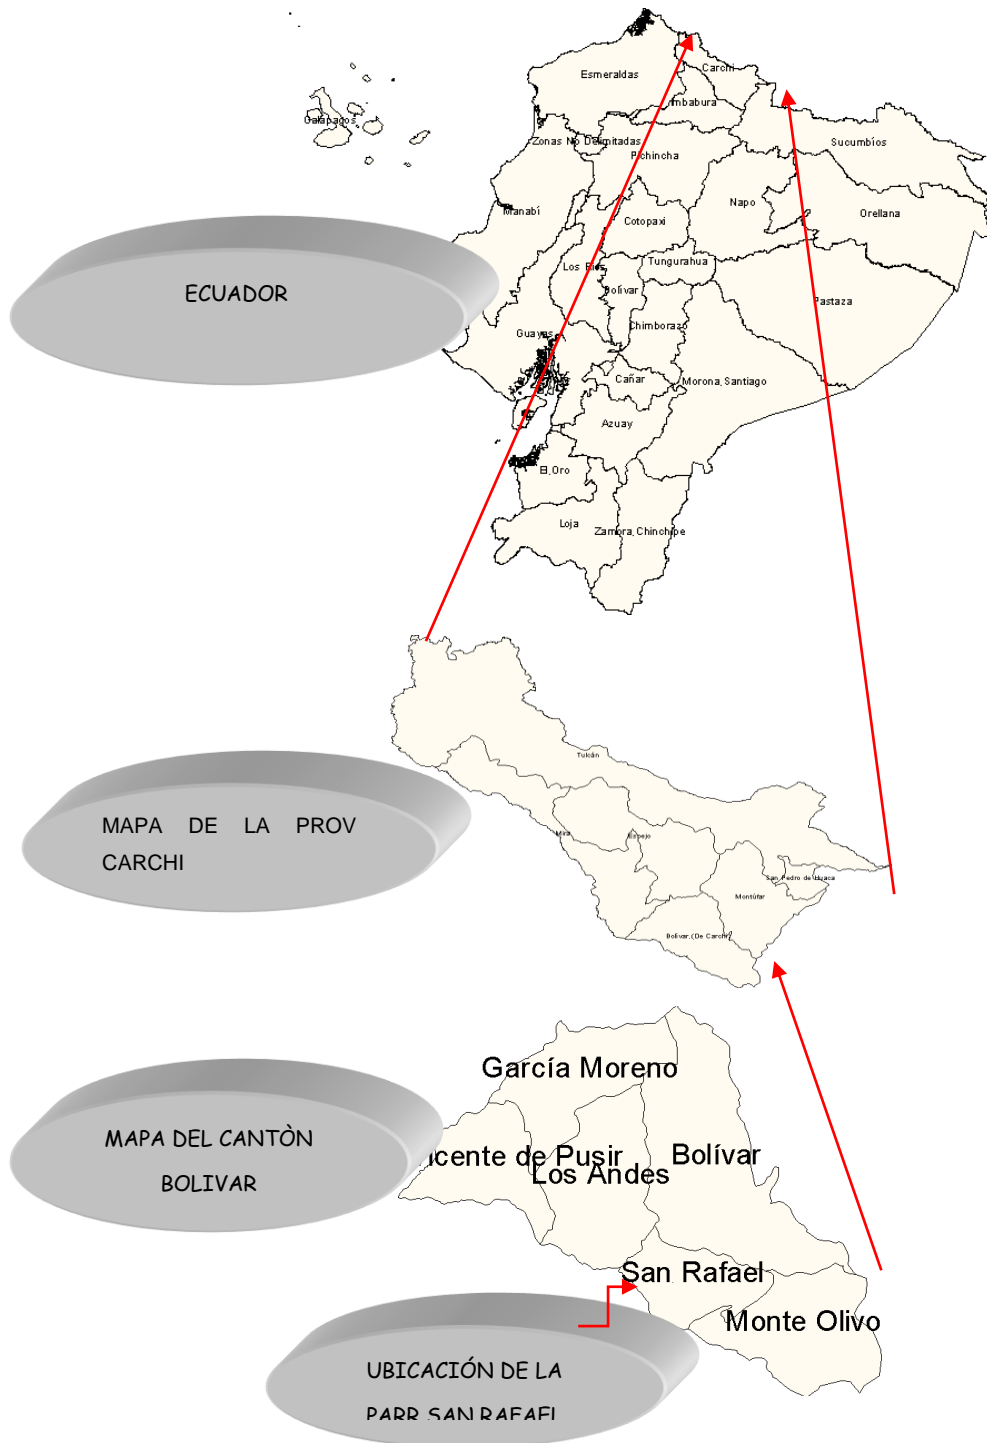 Carchi
Esmeraldas
Imbabura
Galápagos
Zonas No Delimitadas
Sucumbíos
Pichincha
Manabí
Napo
Orellana
Cotopaxi
Los Ríos
Tungurahua
ECUADOR
Bolívar
Pastaza
Chimborazo
Guayas
Cañar
Morona, Santiago
Azuay
El, Oro
Loja
Zamora, Chinchipe
Tulcán
MAPA DE LA PROV
CARCHI
Mira
Espejo
San Pedro de Huaca
Montúfar
Bolívar, (De Carchi)
García Moreno
MAPA DEL CANTÒN
BOLIVAR
icente de Pusir
Los Andes
Bolívar
San Rafael
Monte Olivo
UBICACIÓN DE LA
PARR SAN RAFAEL